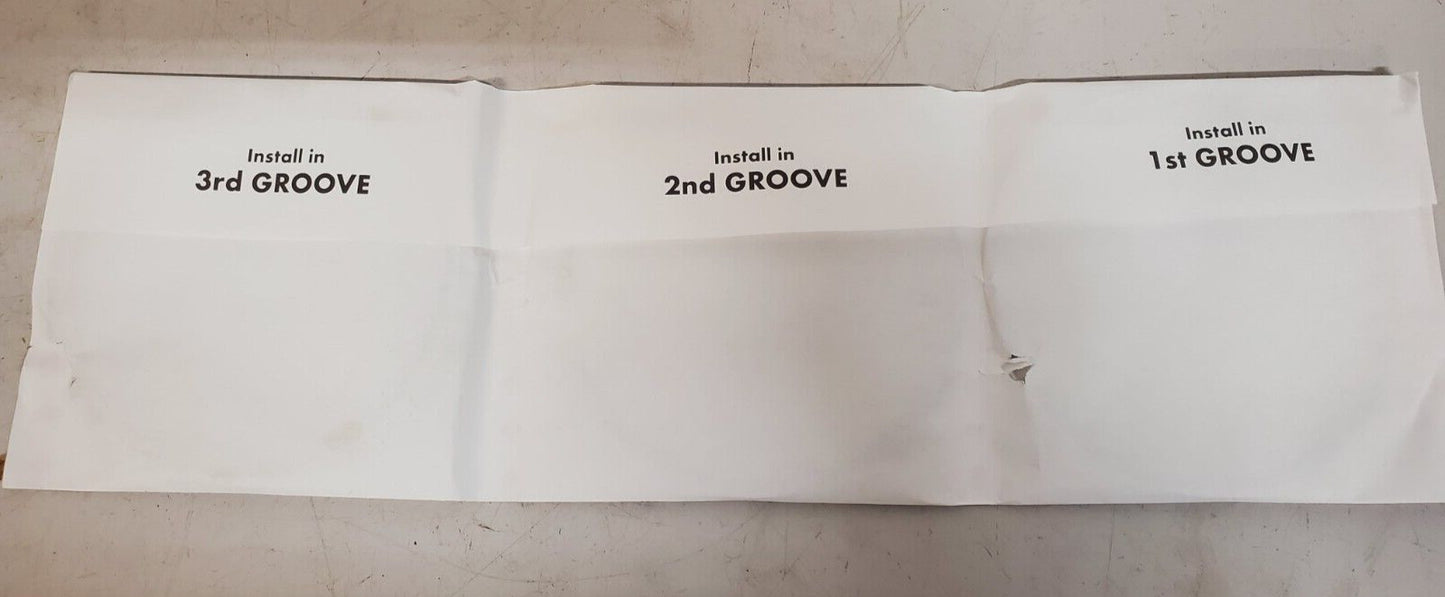 Install in
3rd GROOVE
Install in
2nd GROOVE
Install in
1st GROOVE